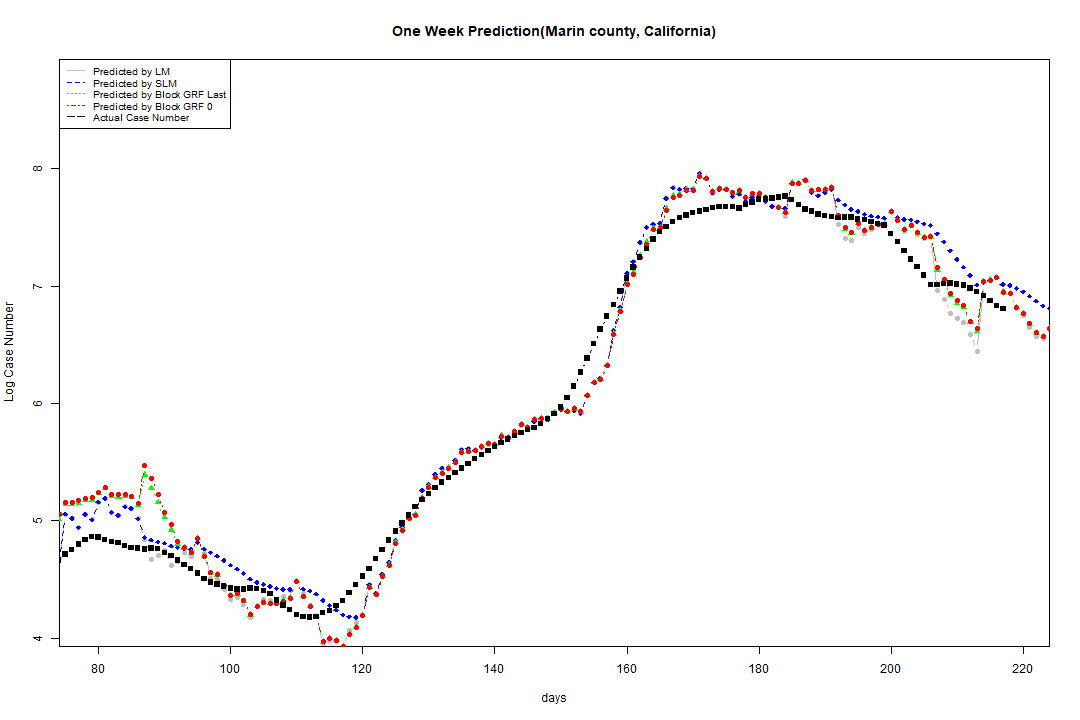 One Week Prediction(Marin county, California)
Predicted by LM
Predicted by SLM
Predicted by Block GRF Last
Predicted by Block GRF 0
Actual Case Number
Log Case Number
8
7
6
5
4
80 100 120 140 160 180 200 220
days